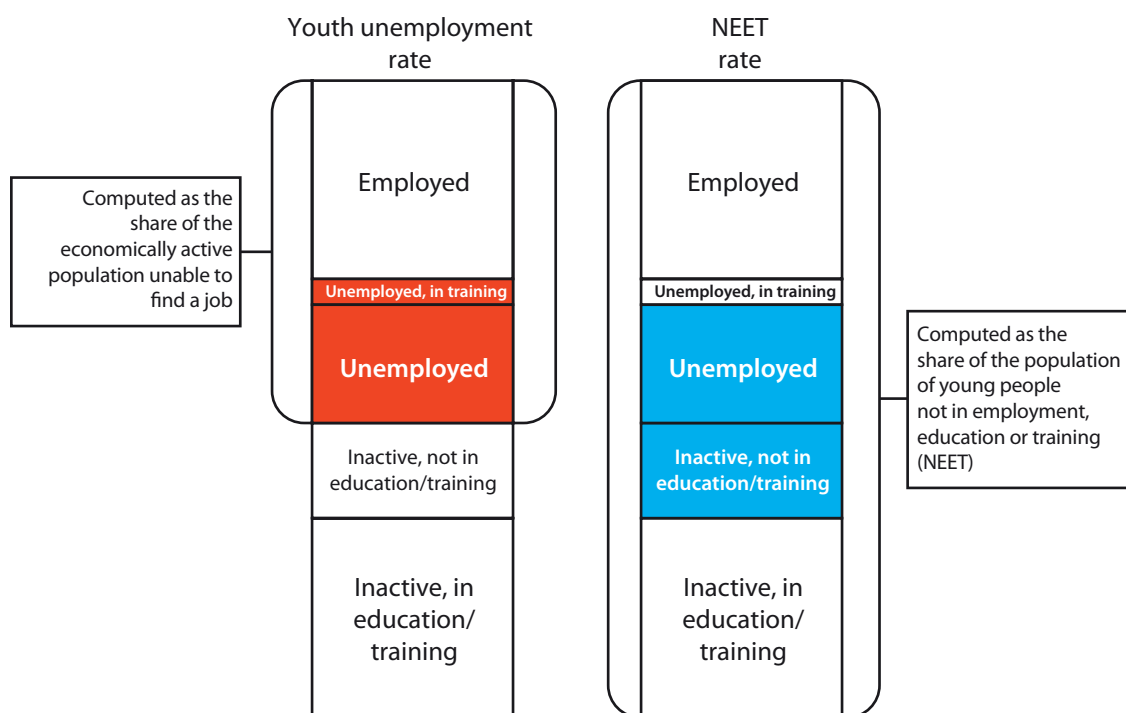 Youth unemployment
rate
NEET
rate
Computed as the
share of the
economically active
population unable to
find a job
Employed
Unemployed, in training
Unemployed
Inactive, not in
education/training
Inactive, in
education/
training
Employed
Unemployed, in training
Unemployed
Inactive, not in
education/training
Inactive, in
education/
training
Computed as the
share of the population
of young people
not in employment,
education or training
(NEET)